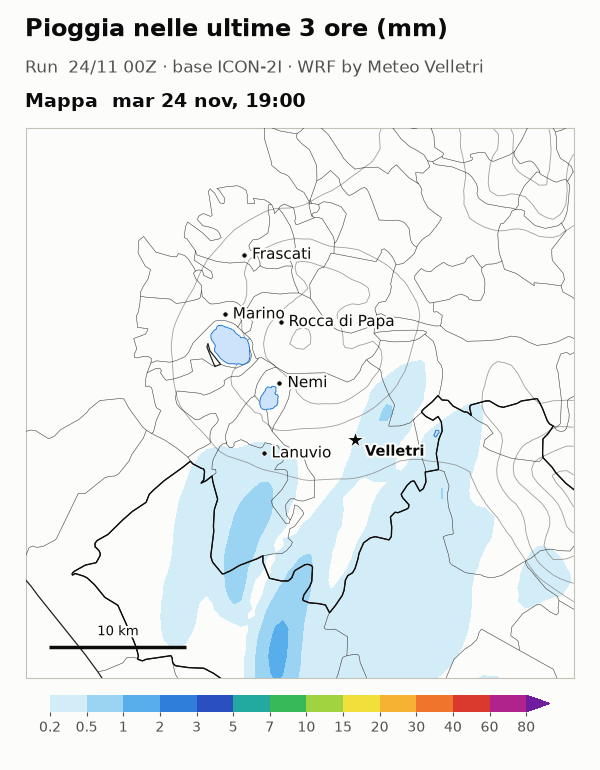 Pioggia nelle ultime 3 ore (mm)
Run 24/11 00Z · base ICON-2I · WRF by Meteo Velletri
Mappa mar 24 nov, 19:00
Frascati
Marino
Rocca di Papa
Nemi
Velletri
Lanuvio
10 km
0.2 0.5 1 2 3 5 7 10 15 20 30 40 60 80